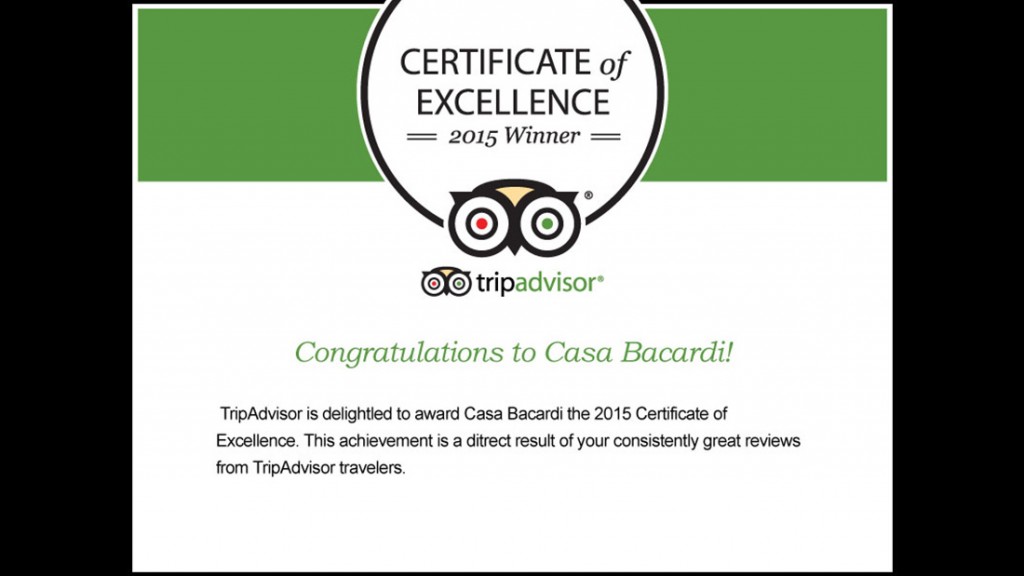 CERTIFICATE of
EXCELLENCE
2015 Winner
®
tripadvisor®
Congratulations to Casa Bacardi!
TripAdvisor is delightled to award Casa Bacardi the 2015 Certificate of
Excellence. This achievement is a ditrect result of your consistently great reviews
from TripAdvisor travelers.